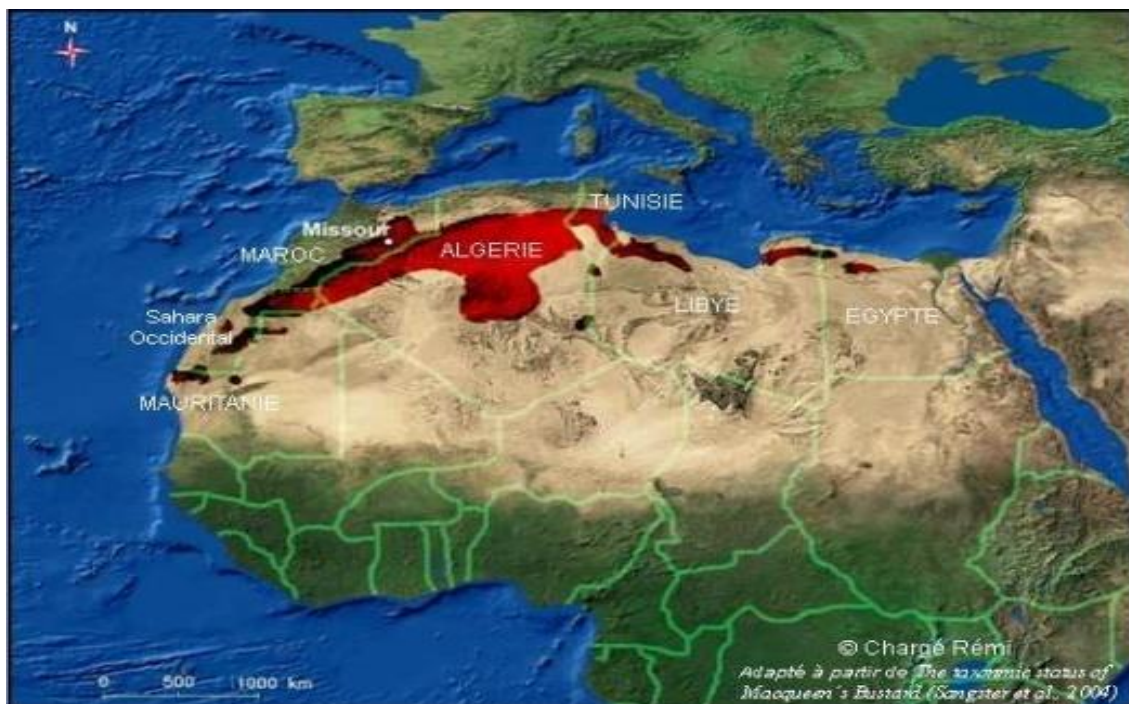 N
TUNISIE
Missour
MAROC
ALGERIE
LIBYE
EGYPTE
Sahara
Occidental
MAURITANIE
© Chargé Rémi
Adapté à partir de The taxonomic status of
Macqueen's Bustard (Sangster et al., 2004)
0 500 1000 km